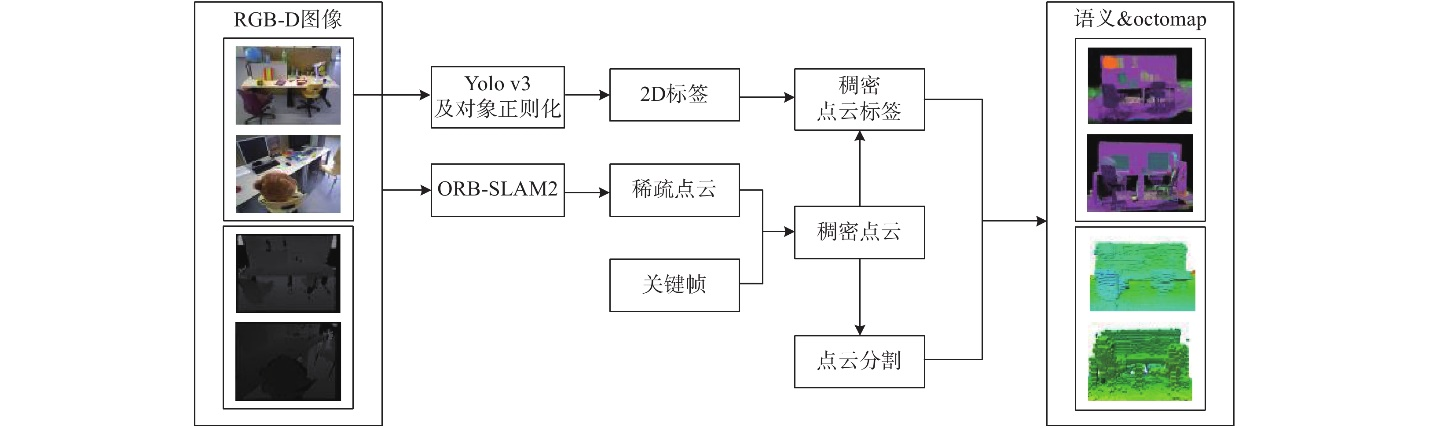 RGB-D图像
语义&octomap
Yolo v3
及对象正则化
2D标签
稠密
点云标签
ORB-SLAM2
稀疏点云
稠密点云
关键帧
点云分割